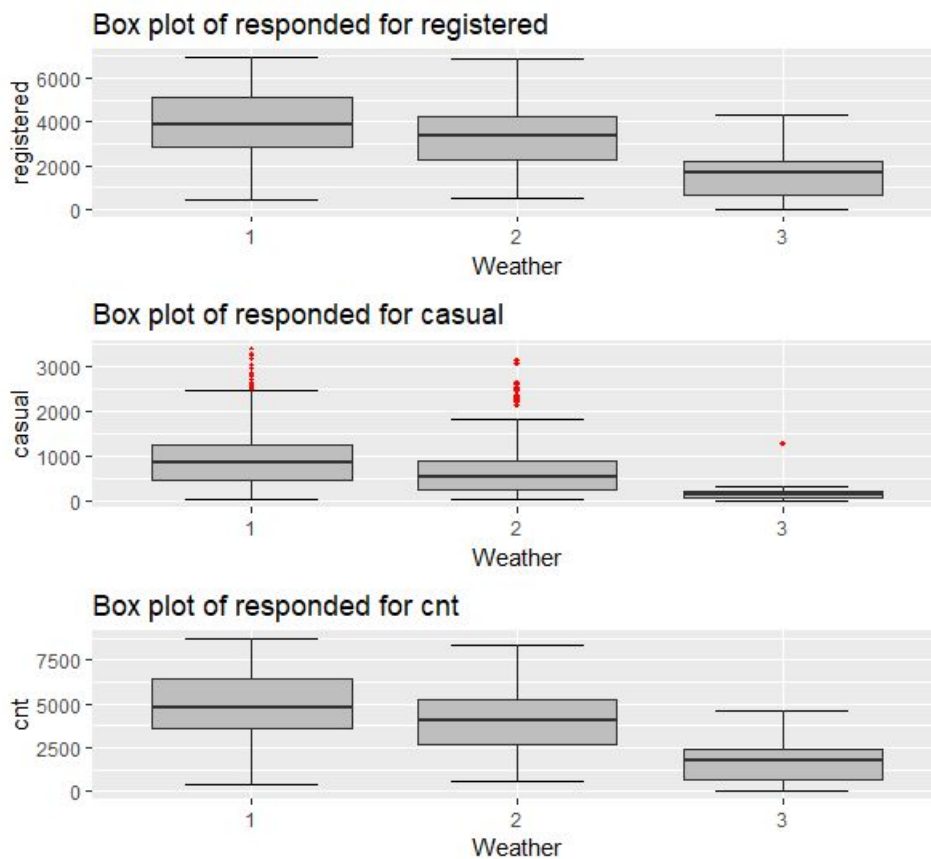 Box plot of responded for registered
registered
6000
4000
2000
0
1 2 3
Weather
Box plot of responded for casual
casual
3000
2000
1000
0
1 2 3
Weather
Box plot of responded for cnt
cnt
7500
5000
2500
0
1 2 3
Weather